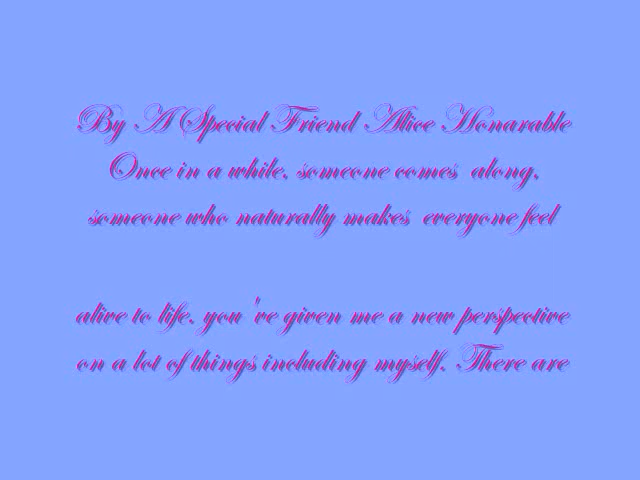 By A Special Friend Alice Honarable
Once in a while, someone comes along,
someone who naturally makes everyone feel
alive to life, you 've given me a new perspective
on a lot of things including myself. There are